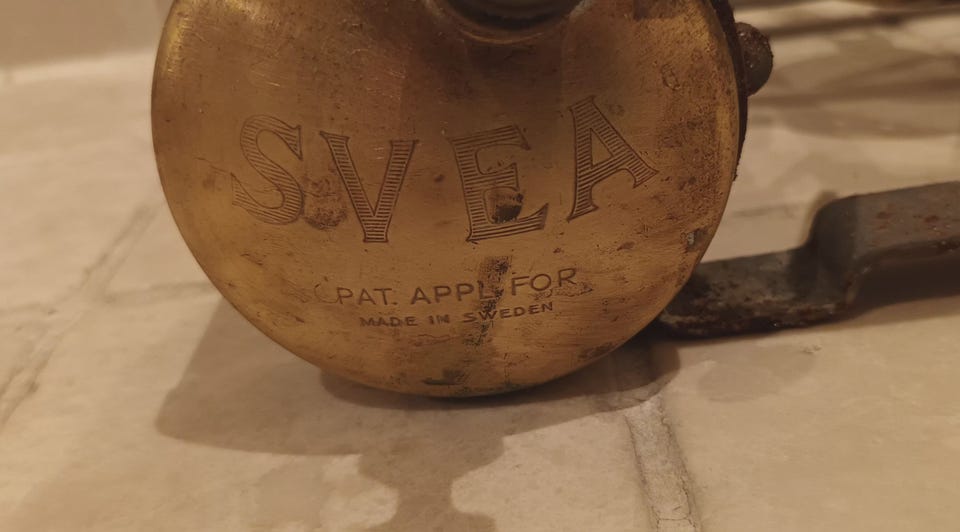 SVEA
PAT. APPL. FOR
MADE IN SWEDEN